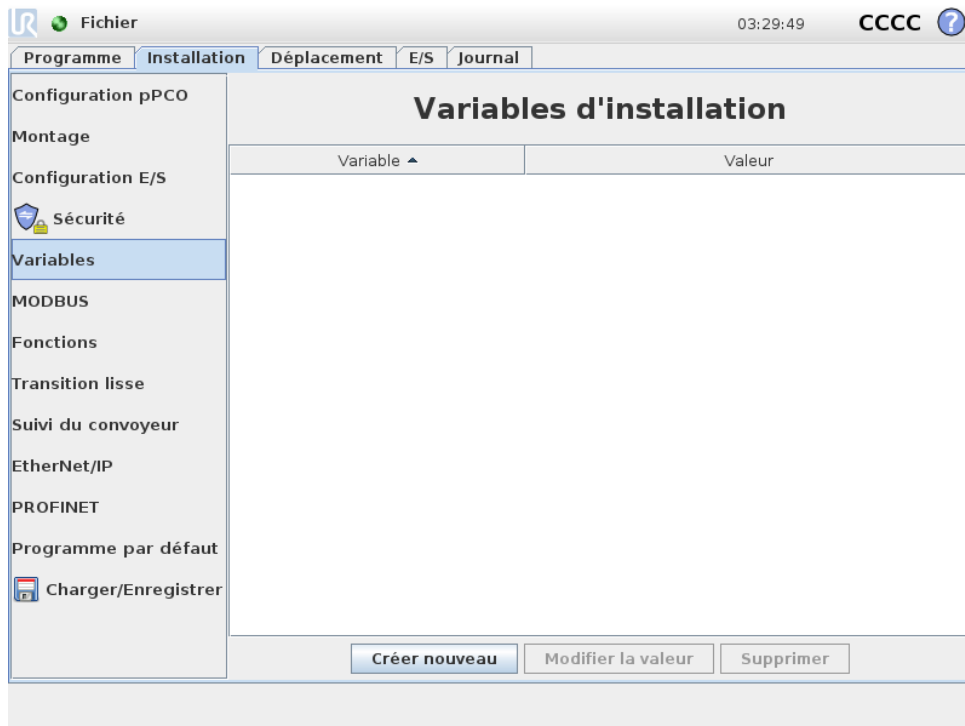 UR Fichier 03:29:49 CCCC ?
Programme Installation Déplacement E/S Journal
Configuration pPCO
Montage
Configuration E/S
Sécurité
Variables
MODBUS
Fonctions
Transition lisse
Suivi du convoyeur
EtherNet/IP
PROFINET
Programme par défaut
Charger/Enregistrer
Variables d'installation
Variable Valeur
Créer nouveau Modifier la valeur Supprimer